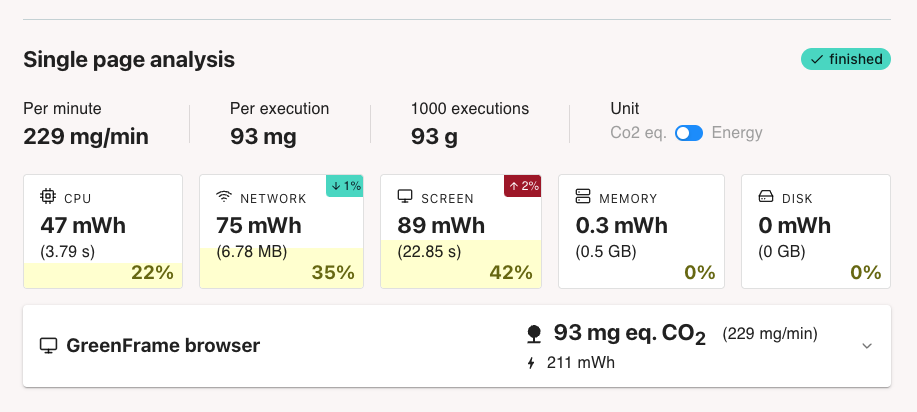 Single page analysis
finished
Per minute
229 mg/min
Per execution
93 mg
1000 executions
93 g
Unit
Co2 eq. Energy
CPU
47 mWh
(3.79 s)
22%
NETWORK
↓ 1%
75 mWh
(6.78 MB)
35%
SCREEN
↑ 2%
89 mWh
(22.85 s)
42%
MEMORY
0.3 mWh
(0.5 GB)
0%
DISK
0 mWh
(0 GB)
0%
GreenFrame browser
93 mg eq. CO₂ (229 mg/min)
211 mWh